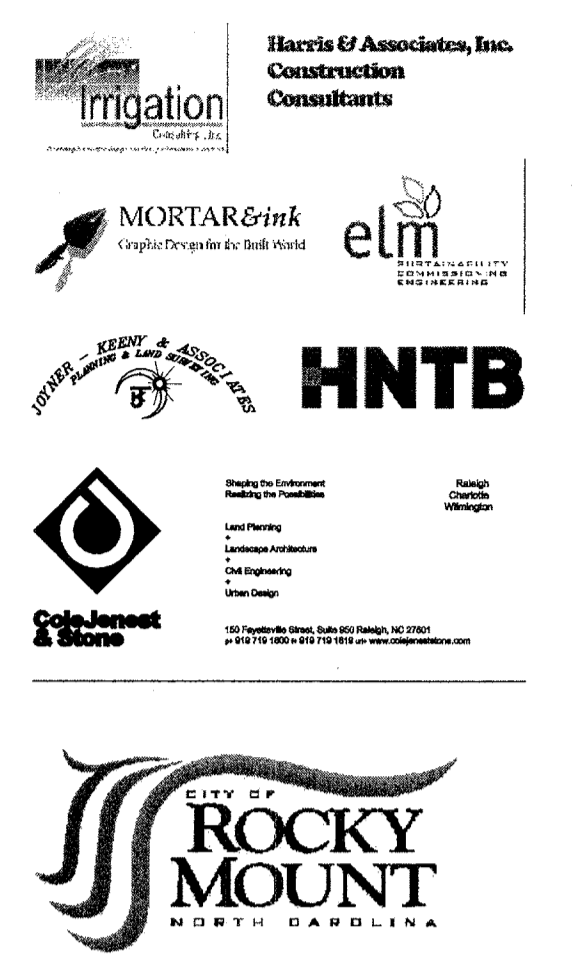 Irrigation
Consulting, Inc.
Harris & Associates, Inc.
Construction
Consultants
MORTAR&ink
Graphic Design for the Built World
elm
SUSTAINABILITY
COMMISSIONING
ENGINEERING
JOYNER - KEENY & ASSOCIATES
PLANNING & LAND SURVEYING
HNTB
Shaping the Environment
Realizing the Possibilities
Raleigh
Charlotte
Wilmington
Land Planning
+
Landscape Architecture
+
Civil Engineering
+
Urban Design
ColeJenest
& Stone
150 Fayetteville Street, Suite 950 Raleigh, NC 27601
p+ 919 719 1800 f+ 919 719 1819 url+ www.colejeneststone.com
CITY OF
ROCKY
MOUNT
NORTH CAROLINA